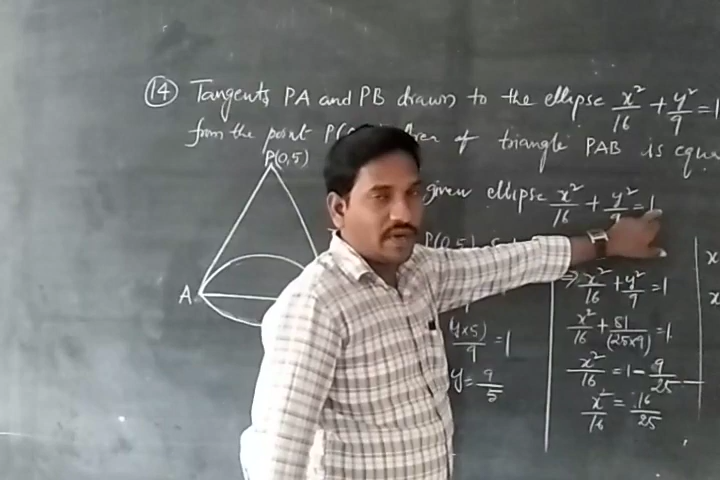 14 Tangents PA and PB drawn to the ellipse x²/16 + y²/9 = 1
from the point P( Area of triangle PAB is equa
P(0,5)
A
given ellipse x²/16 + y²/9 = 1
P(0,5)
(y×5)/9 = 1
y = 9/5
⇒ x²/16 + y²/9 = 1
x²/16 + 81/(25×9) = 1
x²/16 = 1 - 9/25
x²/16 = 16/25
x
x